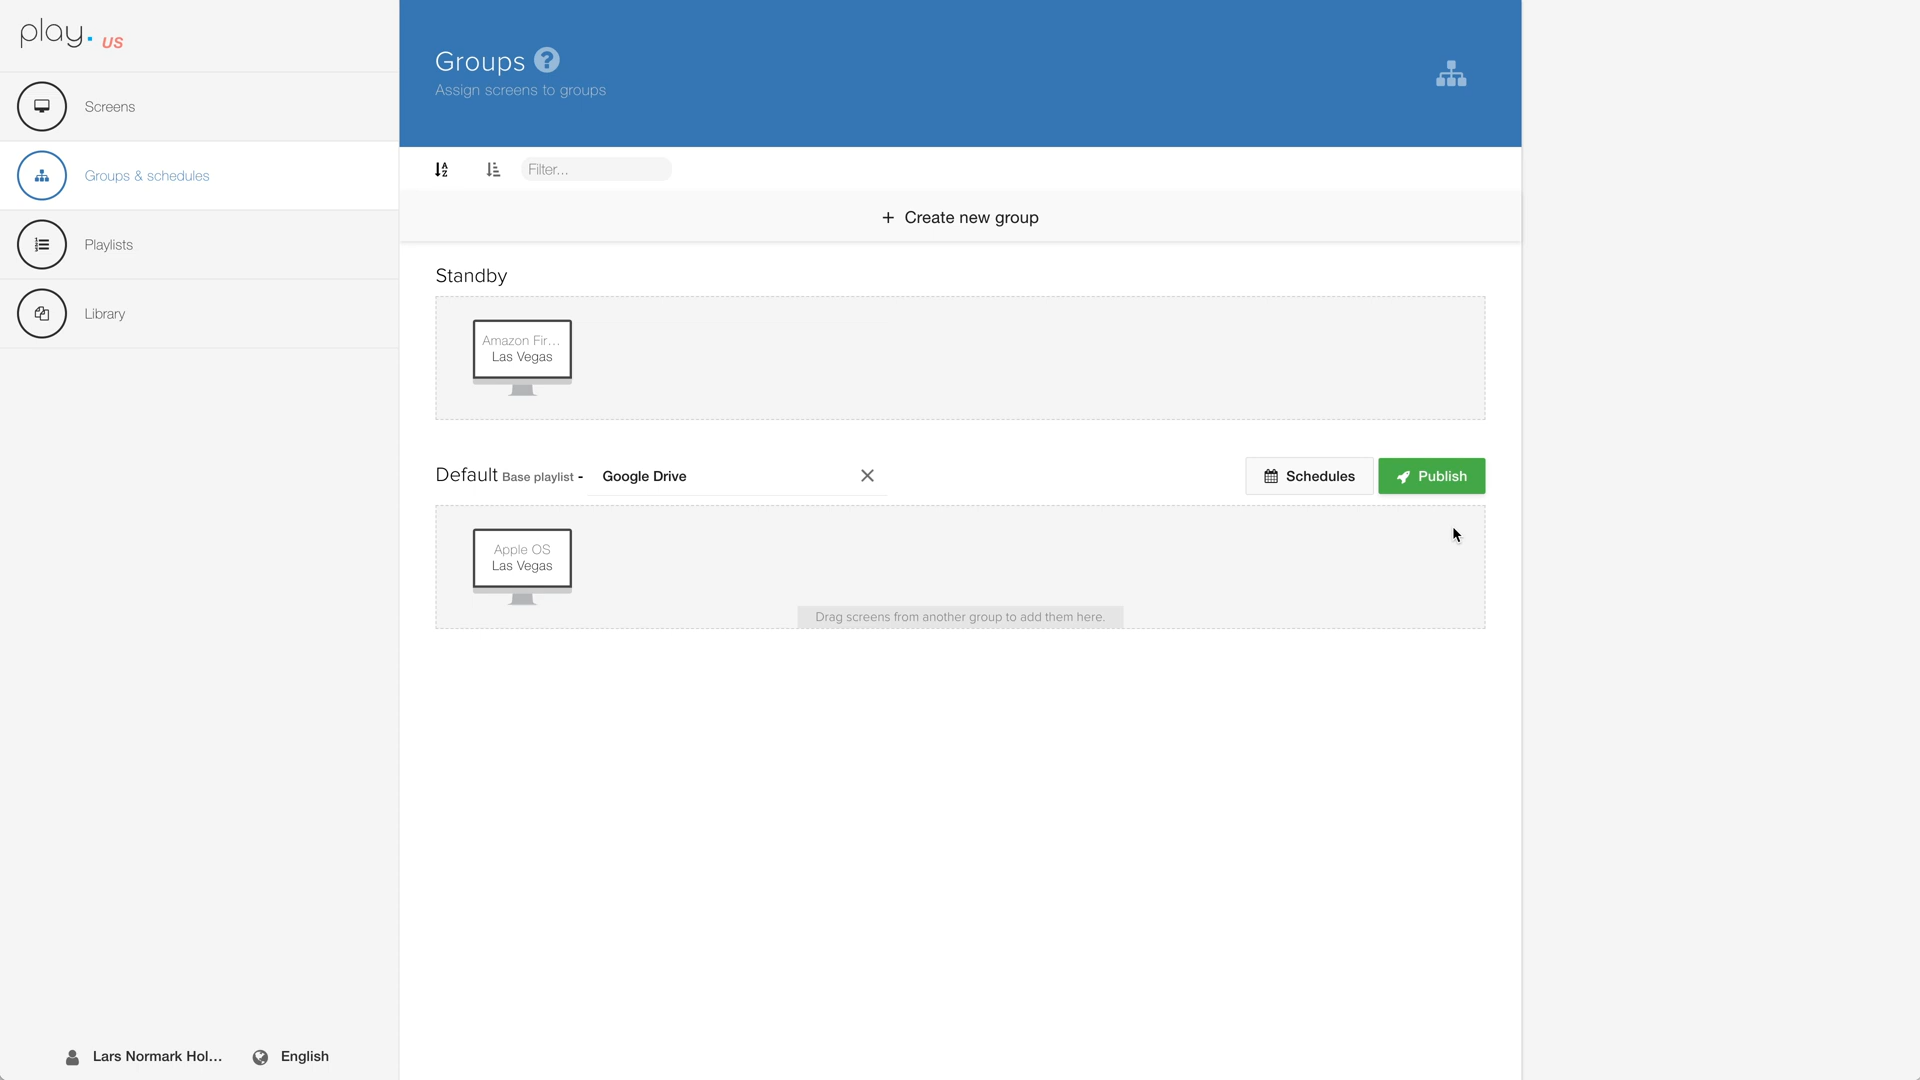 play. US
Screens
Groups & schedules
Playlists
Library
Lars Normark Hol...
English
Groups ?
Assign screens to groups
Filter...
+ Create new group
Standby
Amazon Fir...
Las Vegas
Default Base playlist - Google Drive
Schedules
Publish
Apple OS
Las Vegas
Drag screens from another group to add them here.